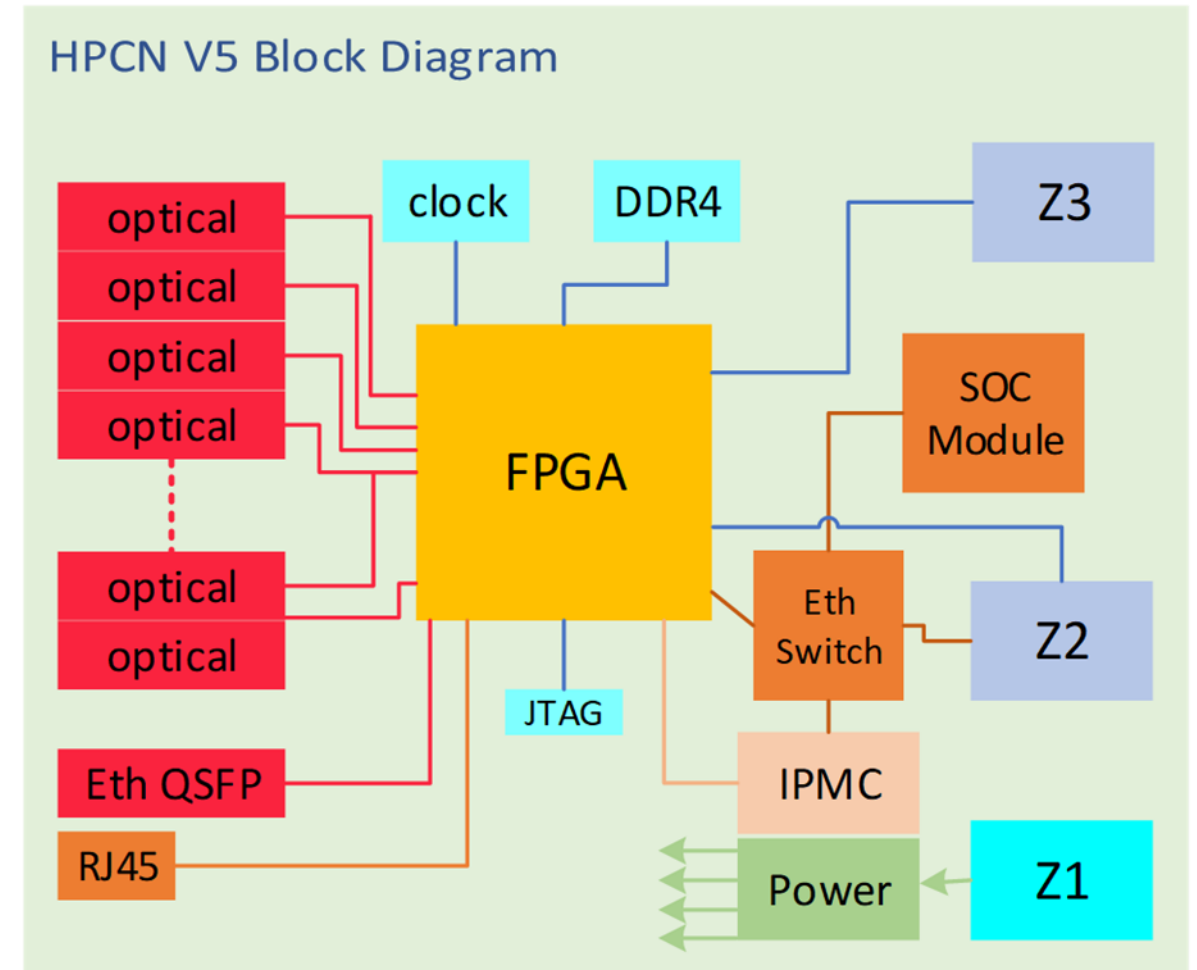 HPCN V5 Block Diagram
clock
DDR4
Z3
optical
optical
optical
optical
FPGA
SOC
Module
optical
optical
Eth
Switch
Z2
JTAG
Eth QSFP
IPMC
RJ45
Power
Z1